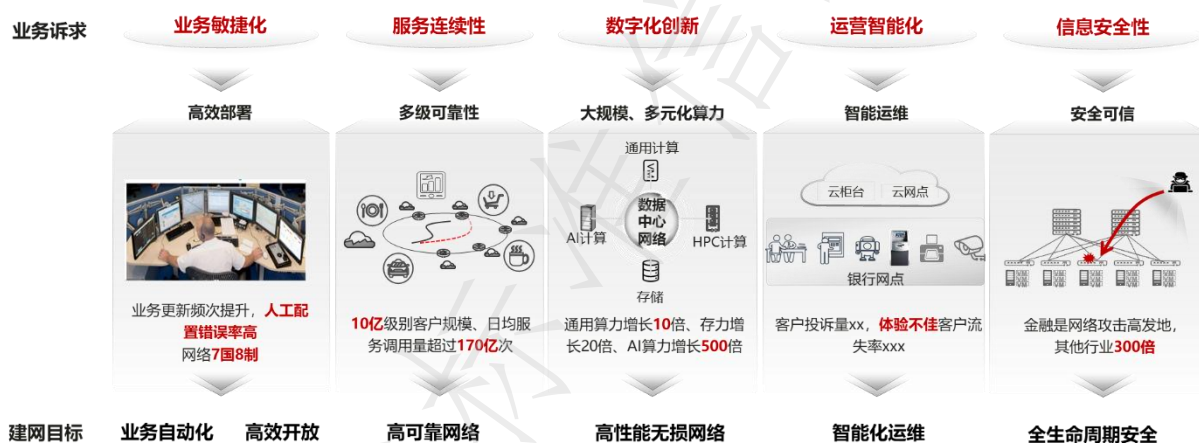 业务诉求
业务敏捷化
服务连续性
数字化创新
运营智能化
信息安全性
高效部署
多级可靠性
大规模、多元化算力
智能运维
安全可信
通用计算
数据
中心
网络
AI计算
HPC计算
存储
云柜台
云网点
银行网点
业务更新频次提升，人工配
置错误率高
网络7国8制
10亿级别客户规模、日均服
务调用量超过170亿次
通用算力增长10倍、存力增
长20倍、AI算力增长500倍
客户投诉量xx，体验不佳客户流
失率xxx
金融是网络攻击高发地，
其他行业300倍
建网目标
业务自动化
高效开放
高可靠网络
高性能无损网络
智能化运维
全生命周期安全